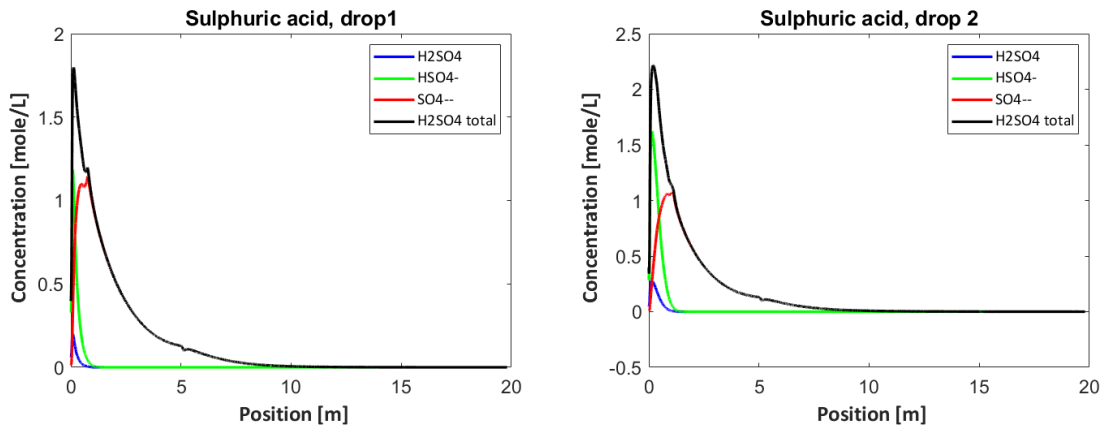 Sulphuric acid, drop1
Concentration [mole/L]
2
1.5
1
0.5
0
H2SO4
HSO4-
SO4--
H2SO4 total
0 5 10 15 20
Position [m]
Sulphuric acid, drop 2
Concentration [mole/L]
2.5
2
1.5
1
0.5
0
-0.5
H2SO4
HSO4-
SO4--
H2SO4 total
0 5 10 15 20
Position [m]